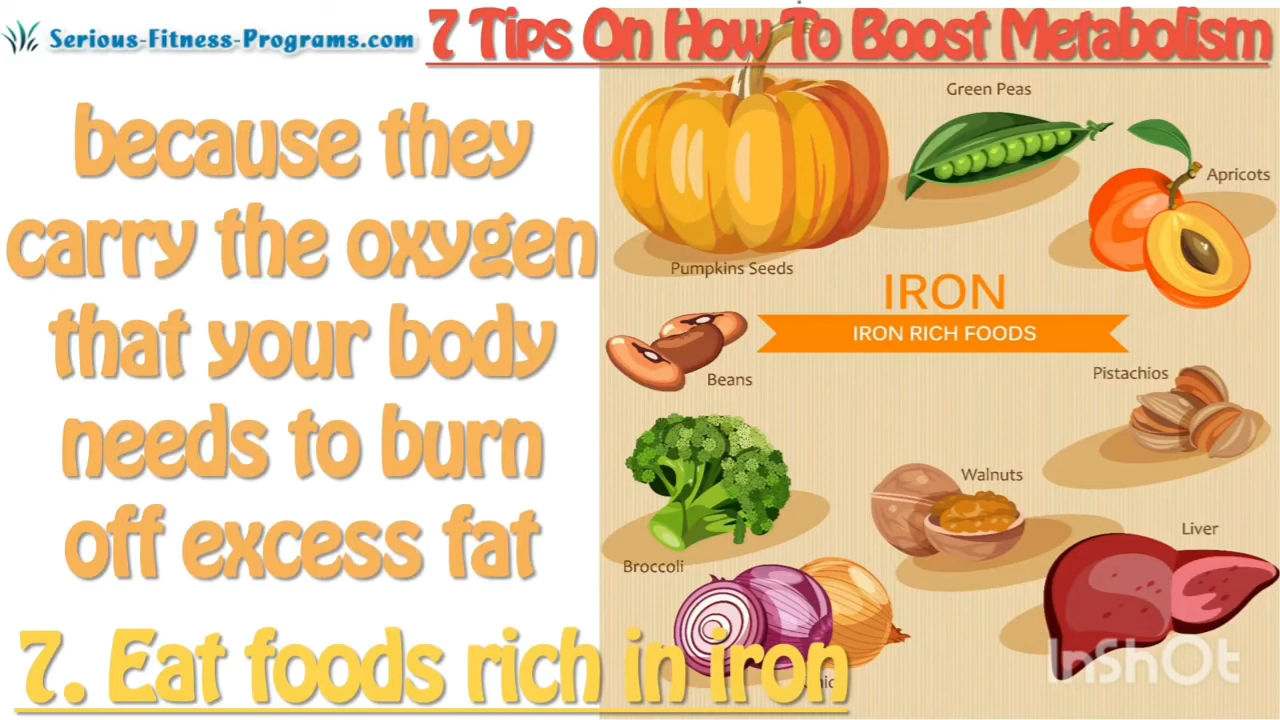 Serious-Fitness-Programs.com
7 Tips On How To Boost Metabolism
because they
carry the oxygen
that your body
needs to burn
off excess fat
Green Peas
Apricots
Pumpkins Seeds
IRON
IRON RICH FOODS
Beans
Pistachios
Walnuts
Liver
Broccoli
7. Eat foods rich in iron
InShOt